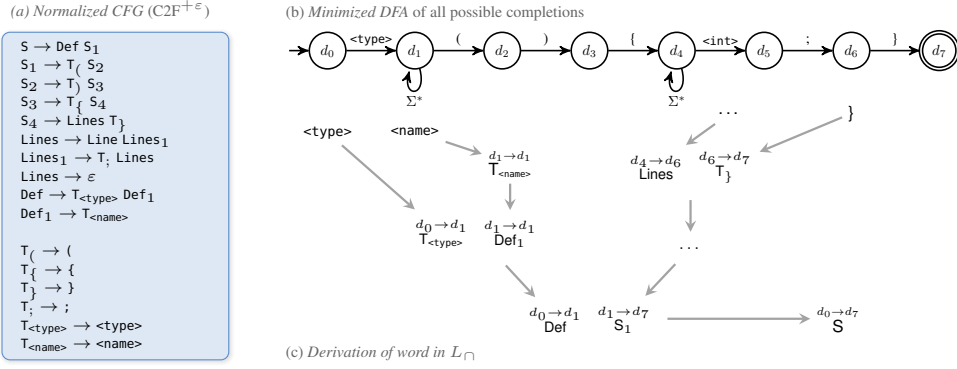 (a) Normalized CFG (C2F+ε)
S → Def S1
S1 → T( S2
S2 → T) S3
S3 → T{ S4
S4 → Lines T}
Lines → Line Lines1
Lines1 → T; Lines
Lines → ε
Def → T<type> Def1
Def1 → T<name>
T( → (
T{ → {
T} → }
T; → ;
T<type> → <type>
T<name> → <name>
(b) Minimized DFA of all possible completions
d0 <type> d1 ( d2 ) d3 { d4 <int> d5 ; d6 } d7
Σ* Σ*
<type> <name> ... }
d1→d1
T<name>
d4→d6 d6→d7
Lines T}
d0→d1 d1→d1
T<type> Def1
...
d0→d1 d1→d7 d0→d7
Def S1 S
(c) Derivation of word in L∩